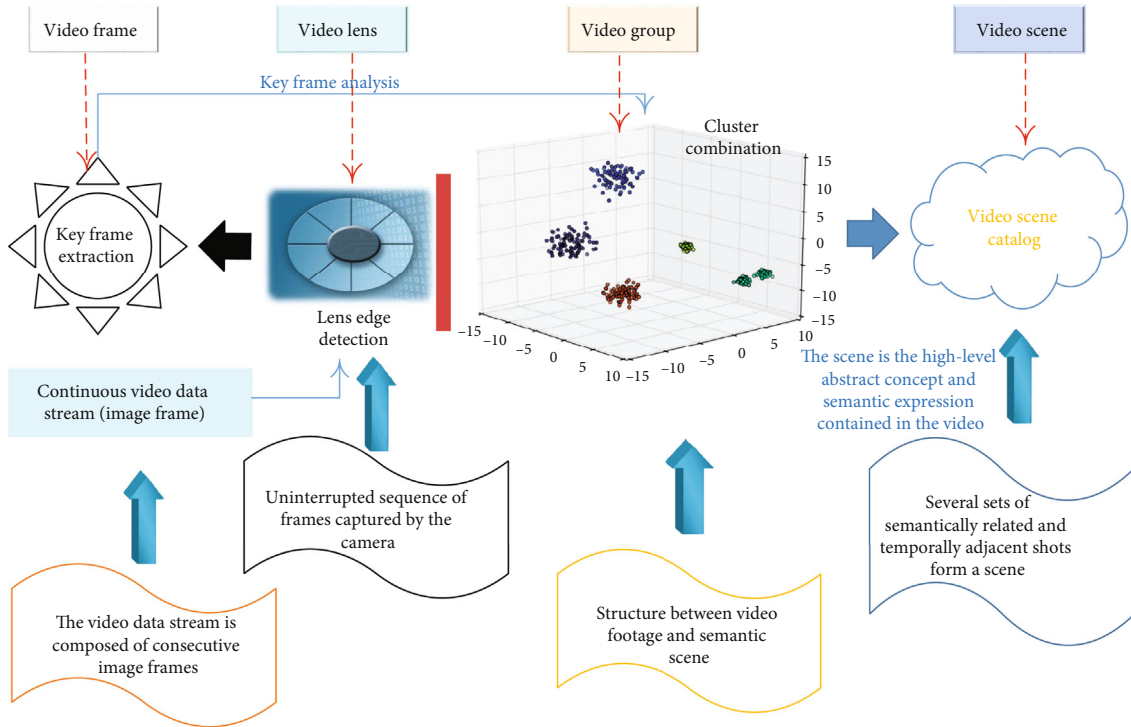 Video frame
Video lens
Video group
Video scene
Key frame analysis
Cluster
combination
Key frame
extraction
Lens edge
detection
15
10
5
0
−5
−10
−15
−15
−10
−5
0
5
10
−15
−10
−5
0
5
10
Video scene
catalog
Continuous video data
stream (image frame)
The scene is the high-level
abstract concept and
semantic expression
contained in the video
Uninterrupted sequence of
frames captured by the
camera
Several sets of
semantically related and
temporally adjacent shots
form a scene
The video data stream is
composed of consecutive
image frames
Structure between video
footage and semantic
scene